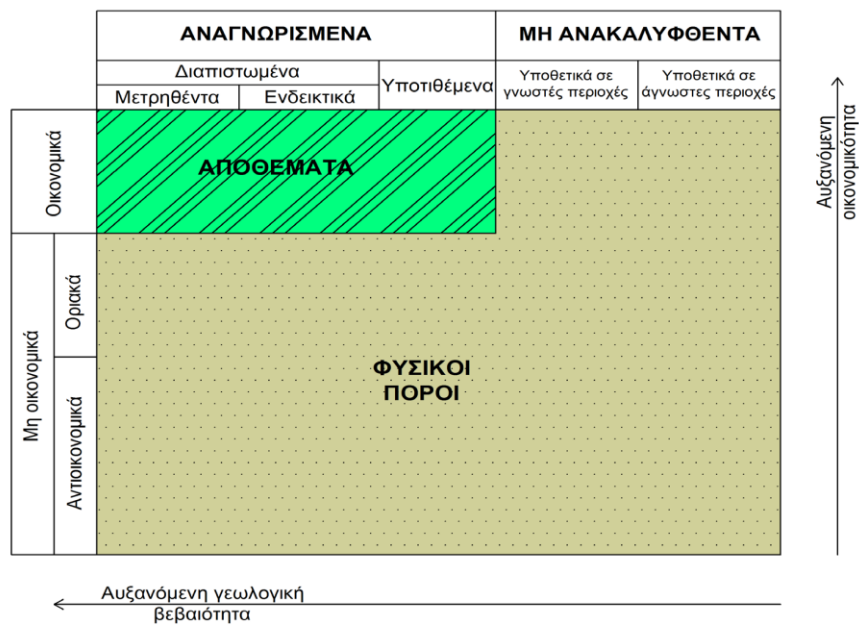 ΑΝΑΓΝΩΡΙΣΜΕΝΑ
ΜΗ ΑΝΑΚΑΛΥΦΘΕΝΤΑ
Διαπιστωμένα
Υποτιθέμενα
Υποθετικά σε
γνωστές περιοχές
Υποθετικά σε
άγνωστες περιοχές
Μετρηθέντα
Ενδεικτικά
Οικονομικά
ΑΠΟΘΕΜΑΤΑ
Μη οικονομικά
Οριακά
Αντιοικονομικά
ΦΥΣΙΚΟΙ
ΠΟΡΟΙ
Αυξανόμενη
οικονομικότητα
Αυξανόμενη γεωλογική
βεβαιότητα